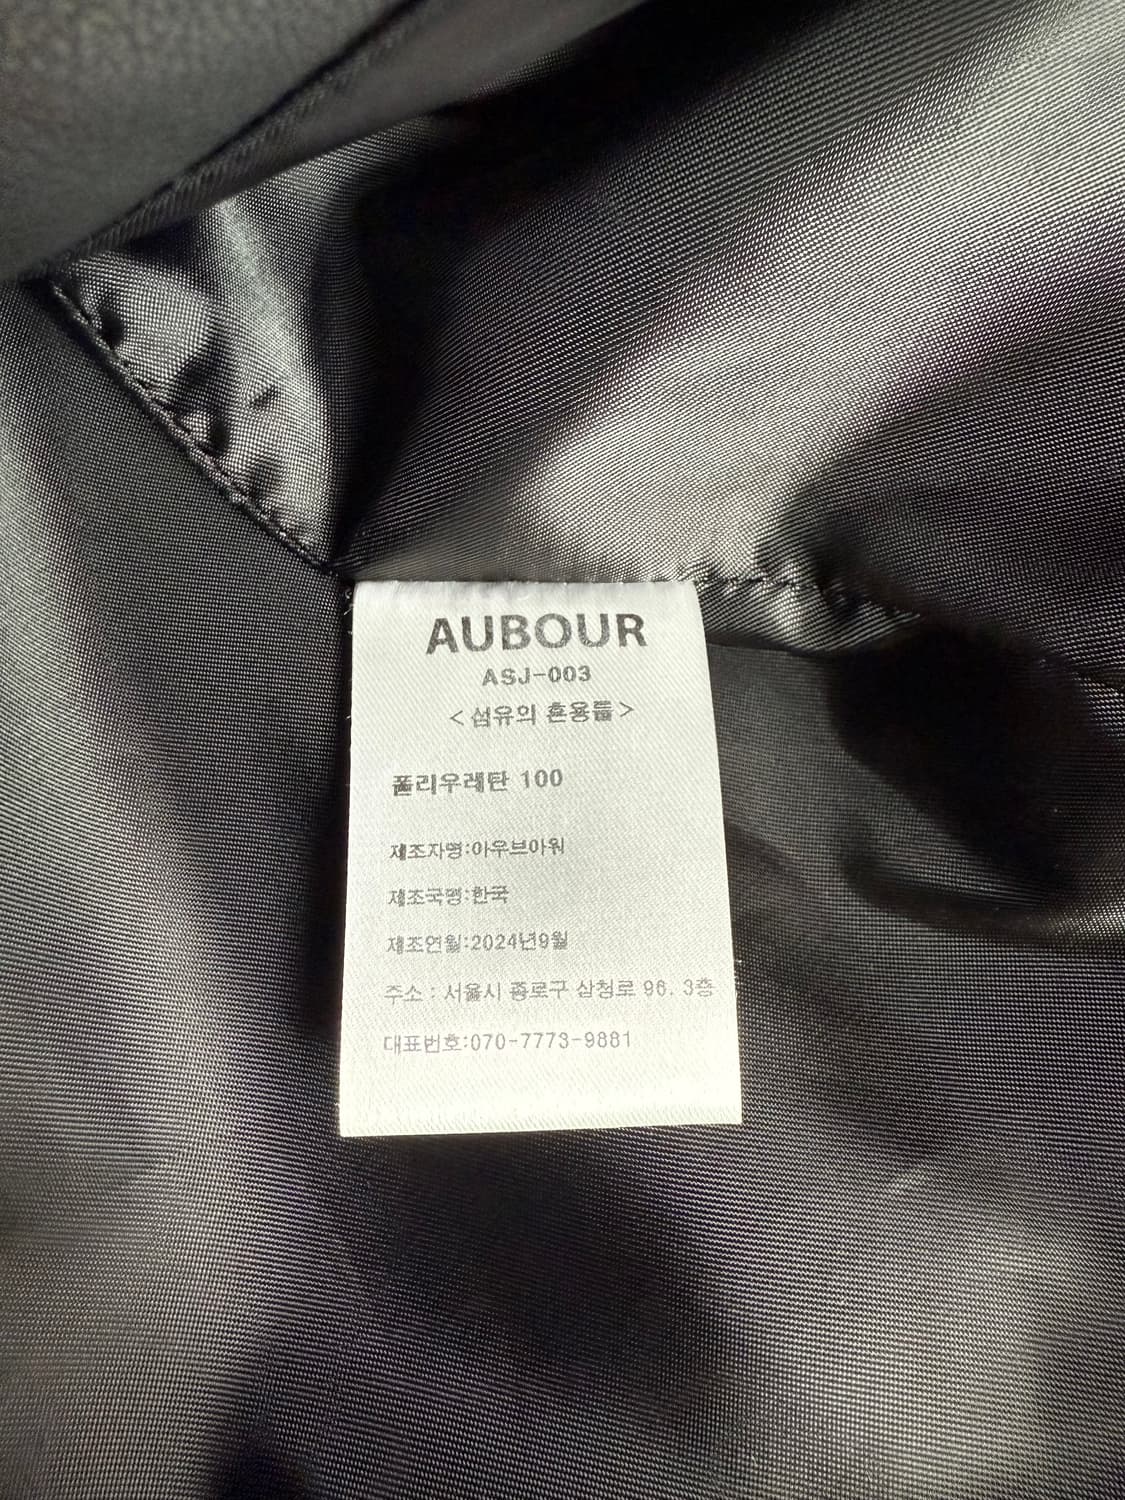 AUBOUR
ASJ-003
<섬유의 혼용률>
폴리우레탄 100
제조자명:아우브아워
제조국명:한국
제조연월:2024년9월
주소 : 서울시 종로구 삼청로 96. 3층
대표번호:070-7773-9881